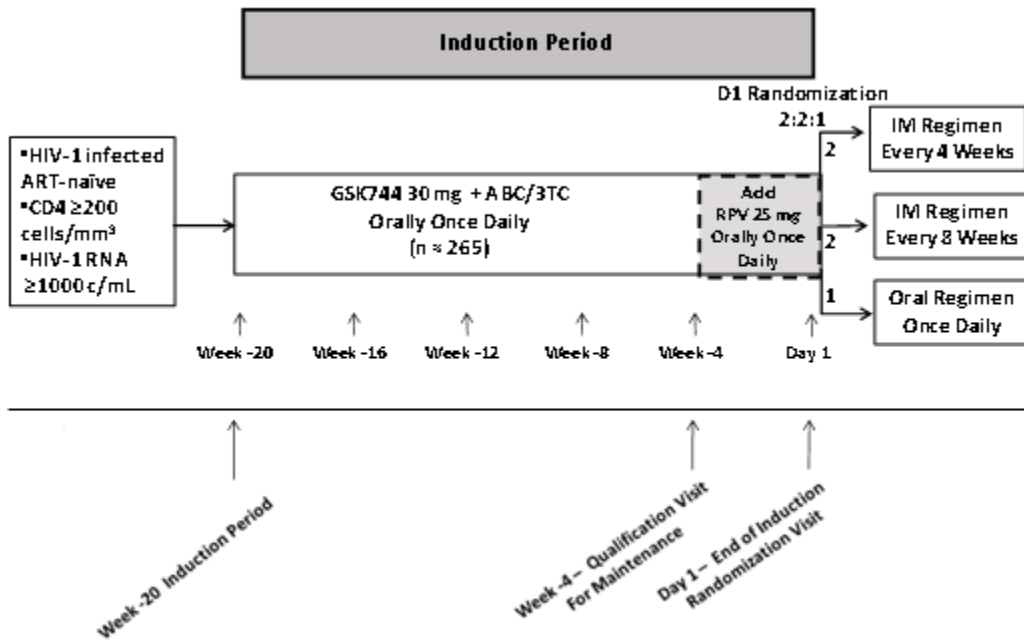 Induction Period
D1 Randomization
2:2:1
▪HIV-1 infected
ART-naïve
▪CD4 ≥200
cells/mm³
▪HIV-1 RNA
≥1000 c/mL
GSK744 30 mg + ABC/3TC
Orally Once Daily
(n ≈ 265)
Add
RPV 25 mg
Orally Once
Daily
2
IM Regimen
Every 4 Weeks
2
IM Regimen
Every 8 Weeks
1
Oral Regimen
Once Daily
Week -20
Week -16
Week -12
Week -8
Week -4
Day 1
Week -20 Induction Period
Week -4 – Qualification Visit
For Maintenance
Day 1 – End of Induction
Randomization Visit